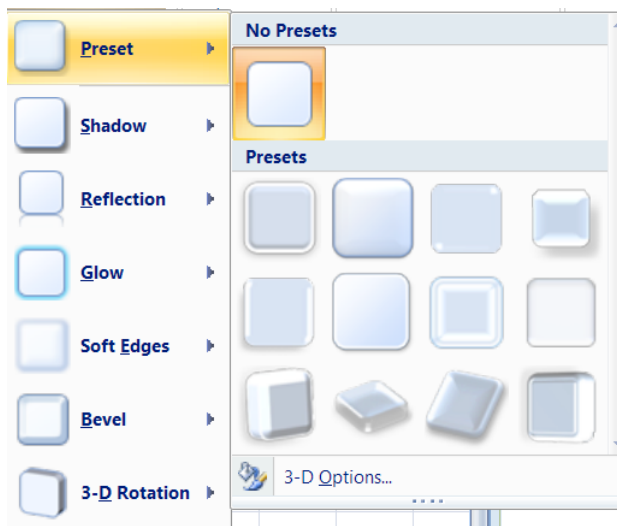 Preset
Shadow
Reflection
Glow
Soft Edges
Bevel
3-D Rotation
No Presets
Presets
3-D Options...